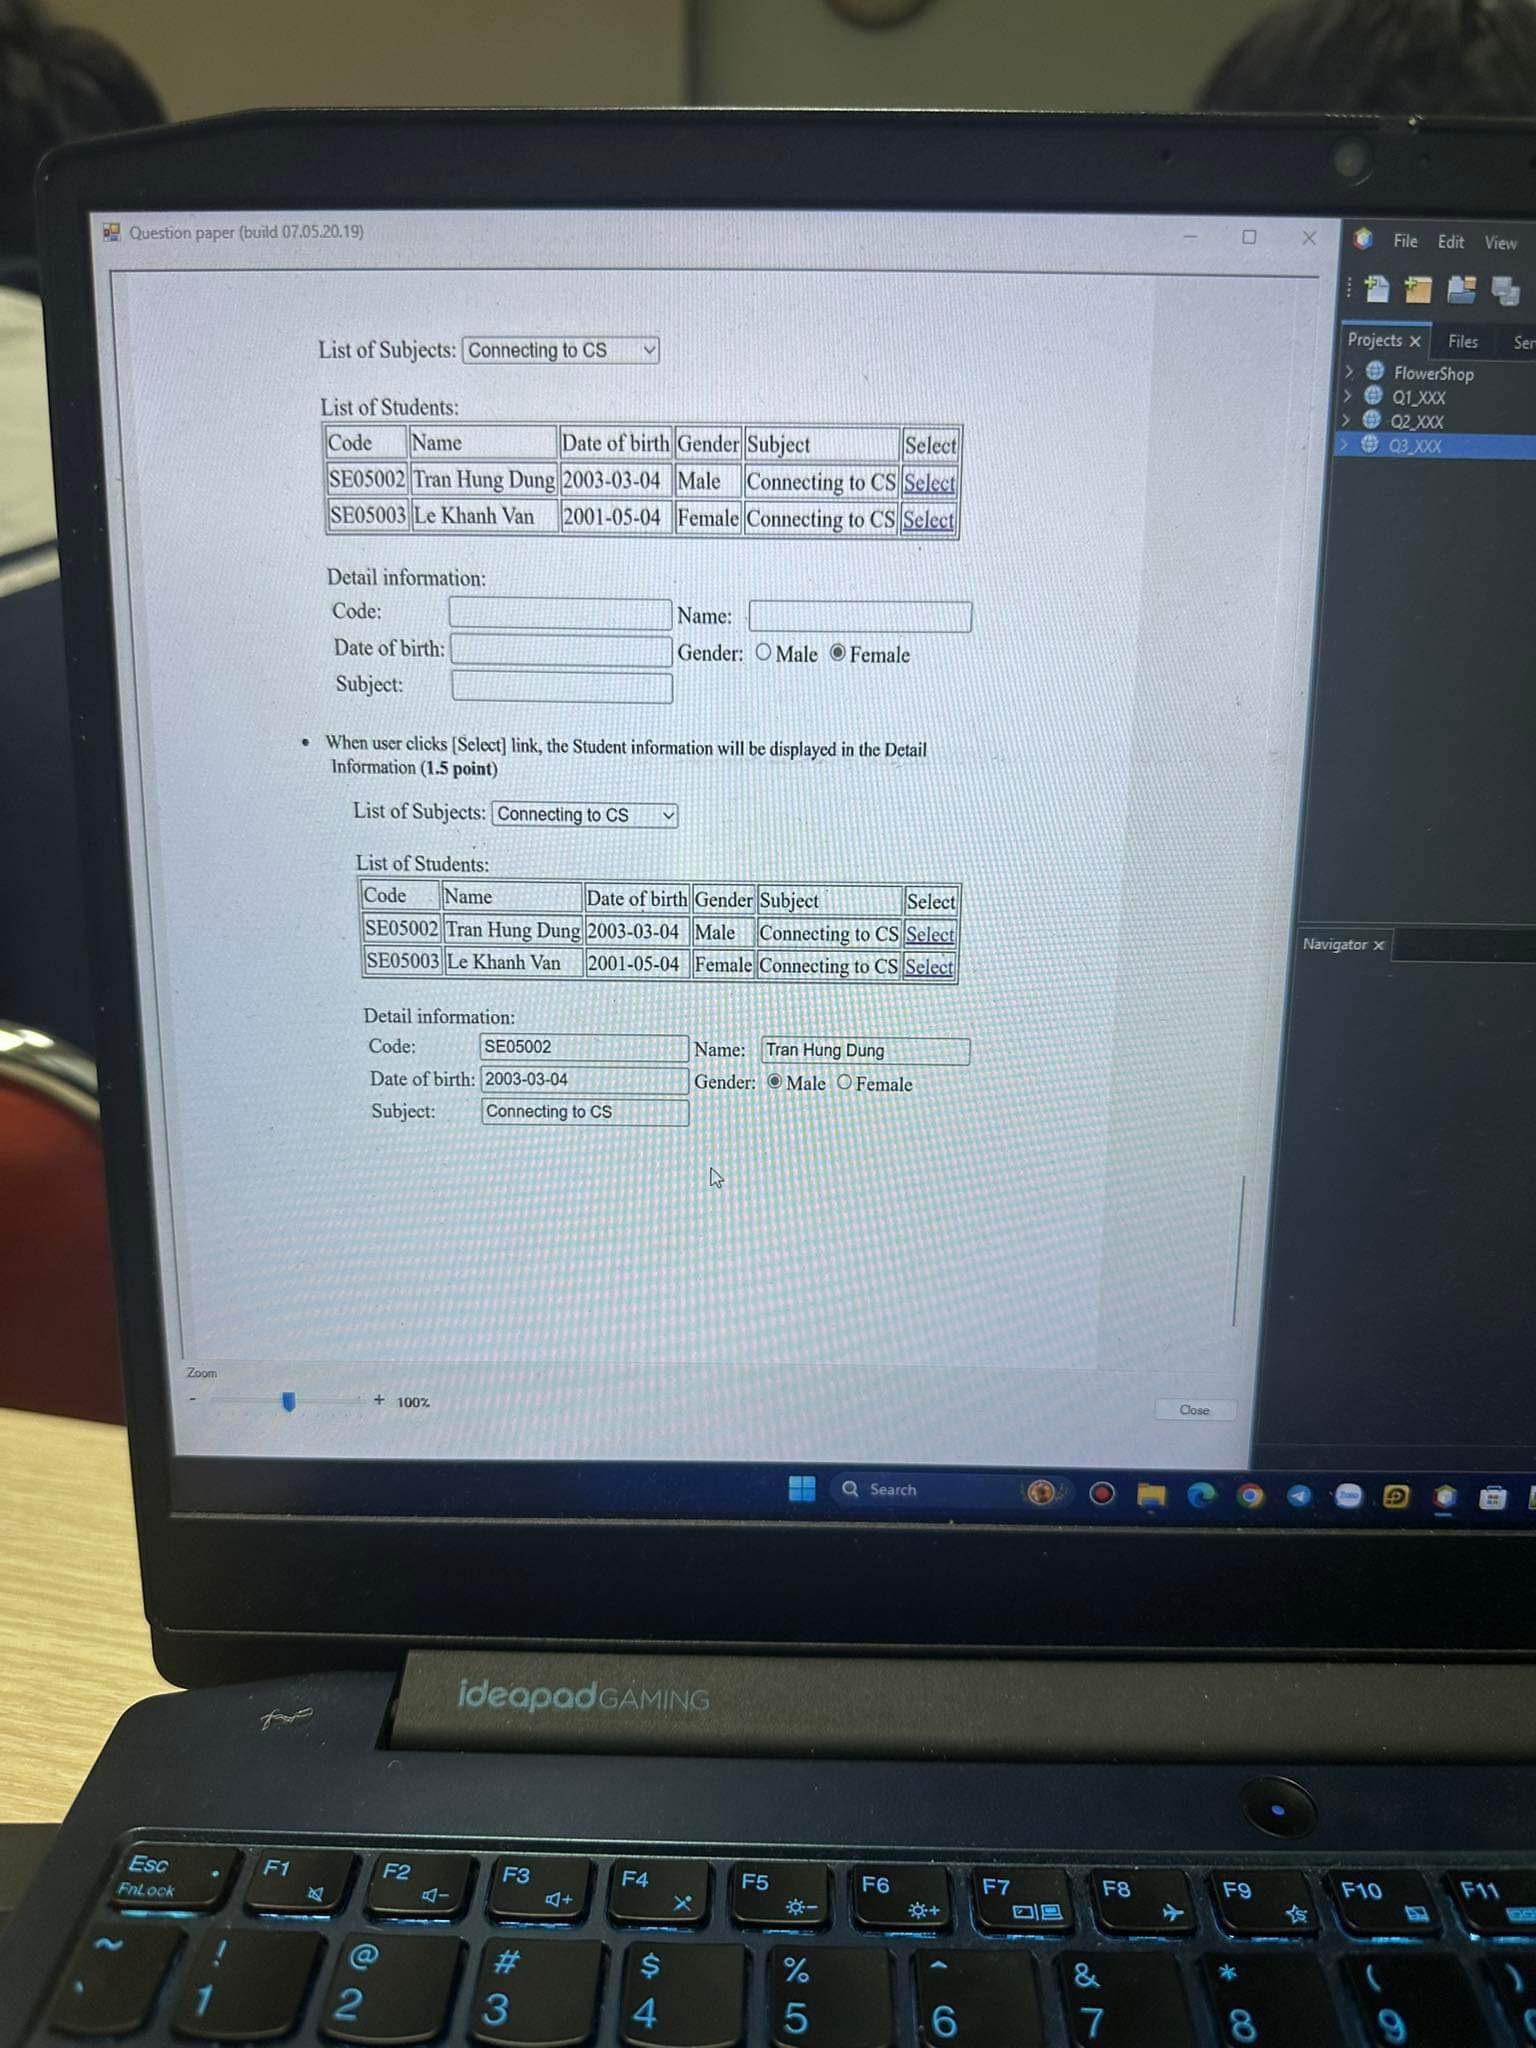 Question paper (build 07.05.20.19)
File Edit View
Projects Files Ser
FlowerShop
Q1_XXX
Q2_XXX
Q3_XXX
List of Subjects: Connecting to CS
List of Students:
Code Name Date of birth Gender Subject Select
SE05002 Tran Hung Dung 2003-03-04 Male Connecting to CS Select
SE05003 Le Khanh Van 2001-05-04 Female Connecting to CS Select
Detail information:
Code: Name:
Date of birth: Gender: Male Female
Subject:
• When user clicks [Select] link, the Student information will be displayed in the Detail
Information (1.5 point)
List of Subjects: Connecting to CS
List of Students:
Code Name Date of birth Gender Subject Select
SE05002 Tran Hung Dung 2003-03-04 Male Connecting to CS Select
SE05003 Le Khanh Van 2001-05-04 Female Connecting to CS Select
Detail information:
Code: SE05002 Name: Tran Hung Dung
Date of birth: 2003-03-04 Gender: Male Female
Subject: Connecting to CS
Navigator
Zoom
- + 100%
Close
Search
ideapad GAMING
Esc F1 F2 F3 F4 F5 F6 F7 F8 F9 F10 F11
FnLock
~ ! @ # $ % ^ & * ( )
` 1 2 3 4 5 6 7 8 9